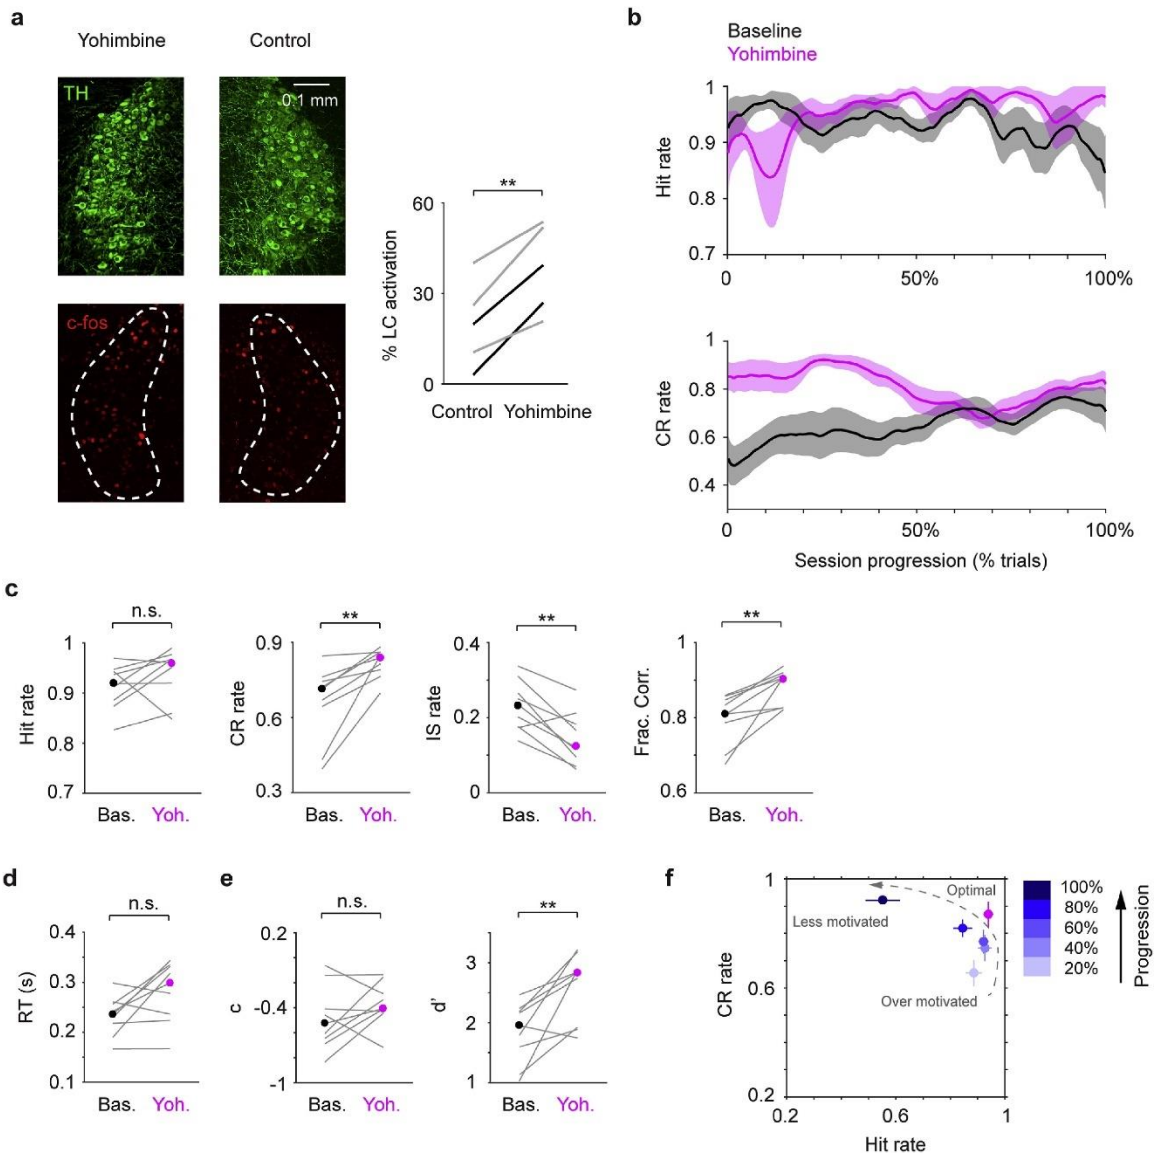 a
Yohimbine Control
TH
0.1 mm
c-fos
**
60
30
0
% LC activation
Control Yohimbine
b
Baseline
Yohimbine
1
0.9
0.8
0.7
Hit rate
0 50% 100%
1
0.8
0.6
0.4
CR rate
0 50% 100%
Session progression (% trials)
c
n.s.
1
0.9
0.8
0.7
Hit rate
Bas. Yoh.
**
0.9
0.6
0.3
CR rate
Bas. Yoh.
**
0.4
0.2
0
IS rate
Bas. Yoh.
**
1
0.8
0.6
Frac. Corr.
Bas. Yoh.
d
n.s.
0.4
0.3
0.2
0.1
RT (s)
Bas. Yoh.
e
n.s.
0.2
-0.4
-1
c
Bas. Yoh.
**
3
2
1
d'
Bas. Yoh.
f
1
0.6
0.2
CR rate
Optimal
Less motivated
Over motivated
0.2 0.6 1
Hit rate
100%
80%
60%
40%
20%
Progression